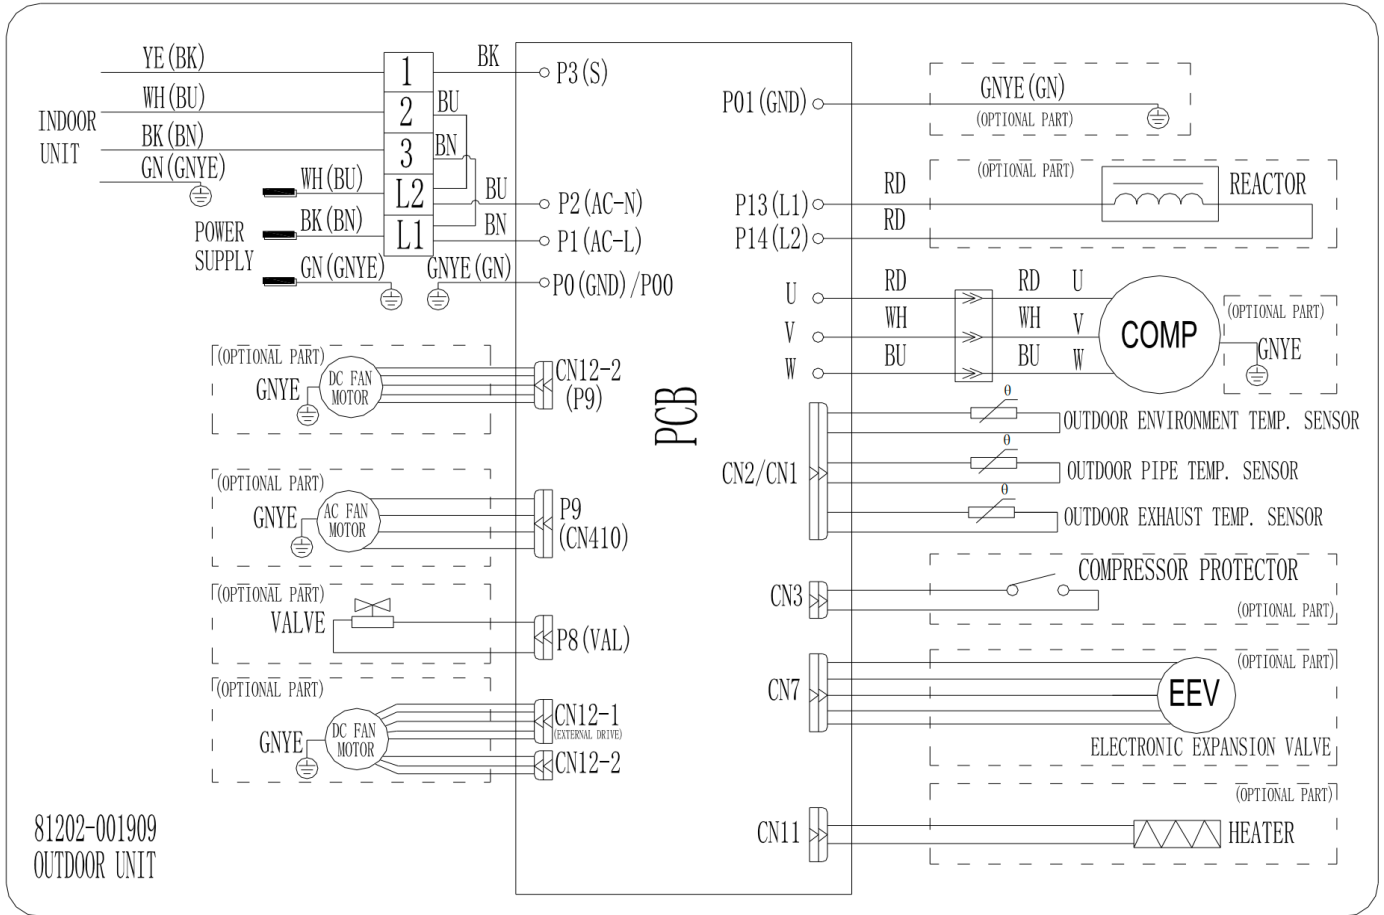 YE(BK)
WH(BU)
BK(BN)
GN(GNYE)
INDOOR
UNIT
1
2
3
L2
L1
BK
BU
BN
BU
BN
WH(BU)
BK(BN)
GN(GNYE)
GNYE(GN)
POWER
SUPPLY
P3(S)
P2(AC-N)
P1(AC-L)
P0(GND)/P00
(OPTIONAL PART)
GNYE
DC FAN
MOTOR
CN12-2
(P9)
(OPTIONAL PART)
GNYE
AC FAN
MOTOR
P9
(CN410)
(OPTIONAL PART)
VALVE
P8(VAL)
(OPTIONAL PART)
GNYE
DC FAN
MOTOR
CN12-1
(EXTERNAL DRIVE)
CN12-2
81202-001909
OUTDOOR UNIT
PCB
P01(GND)
GNYE(GN)
(OPTIONAL PART)
P13(L1)
P14(L2)
RD
RD
(OPTIONAL PART)
REACTOR
U
V
W
RD
WH
BU
RD
WH
BU
U
V
W
COMP
(OPTIONAL PART)
GNYE
CN2/CN1
θ
OUTDOOR ENVIRONMENT TEMP. SENSOR
θ
OUTDOOR PIPE TEMP. SENSOR
θ
OUTDOOR EXHAUST TEMP. SENSOR
CN3
COMPRESSOR PROTECTOR
(OPTIONAL PART)
CN7
(OPTIONAL PART)
EEV
ELECTRONIC EXPANSION VALVE
CN11
(OPTIONAL PART)
HEATER